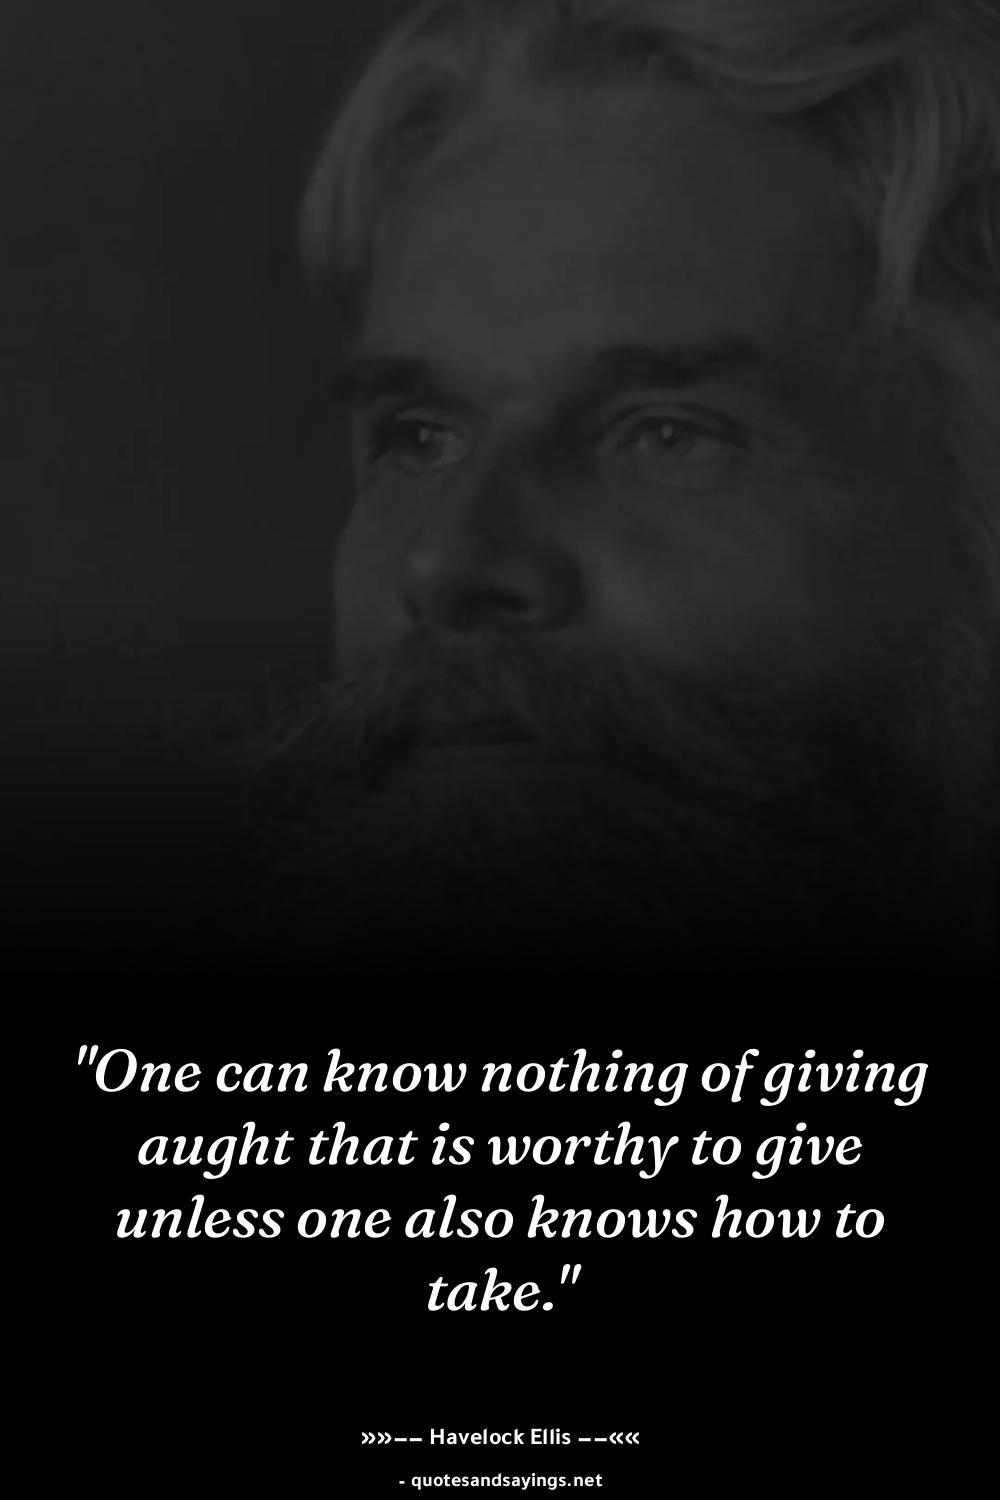 "One can know nothing of giving
aught that is worthy to give
unless one also knows how to
take."
»»−− Havelock Ellis −−««
- quotesandsayings.net